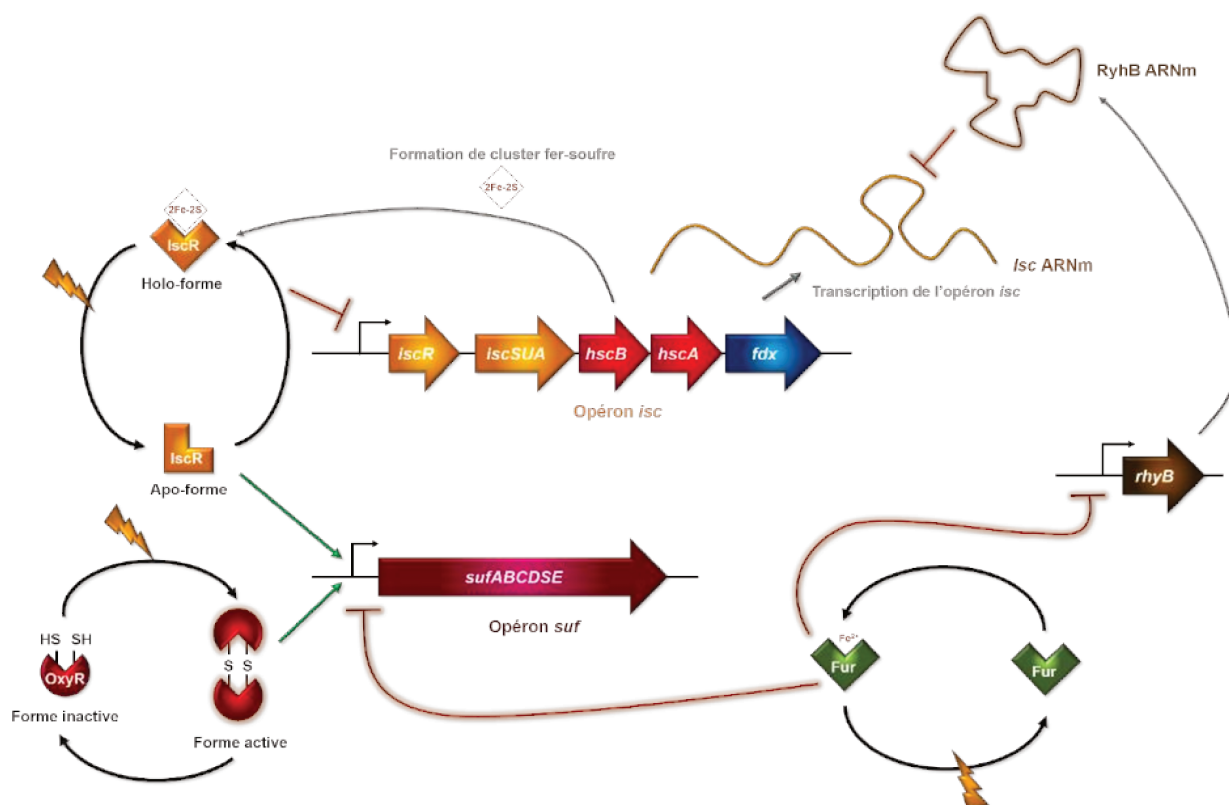 RyhB ARNm
Formation de cluster fer-soufre
2Fe-2S
2Fe-2S
IscR
Holo-forme
Isc ARNm
Transcription de l'opéron isc
iscR
iscSUA
hscB
hscA
fdx
Opéron isc
IscR
Apo-forme
rhyB
sufABCDSE
Opéron suf
HS SH
OxyR
Forme inactive
S S
Forme active
Fe²⁺
Fur
Fur